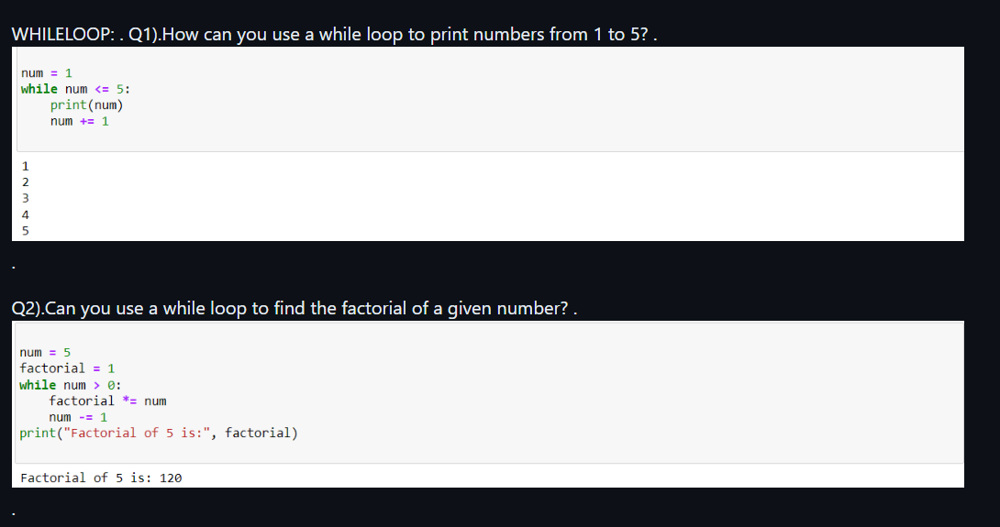 WHILELOOP: . Q1).How can you use a while loop to print numbers from 1 to 5? .
num = 1
while num <= 5:
    print(num)
    num += 1
1
2
3
4
5
.
Q2).Can you use a while loop to find the factorial of a given number? .
num = 5
factorial = 1
while num > 0:
    factorial *= num
    num -= 1
print("Factorial of 5 is:", factorial)
Factorial of 5 is: 120
.